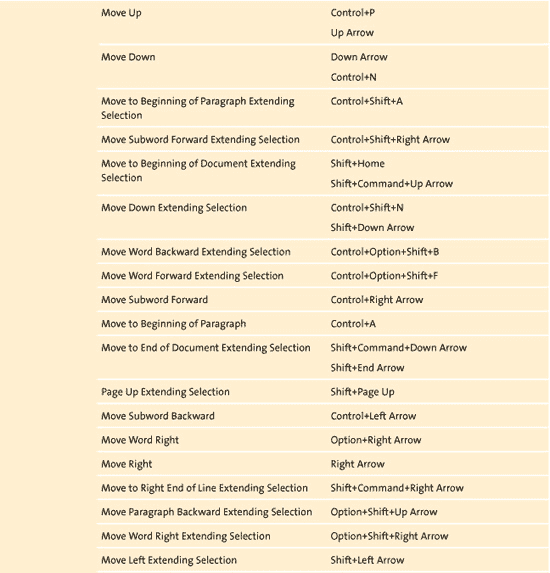 Move Up Control+P
Up Arrow
Move Down Down Arrow
Control+N
Move to Beginning of Paragraph Extending Control+Shift+A
Selection
Move Subword Forward Extending Selection Control+Shift+Right Arrow
Move to Beginning of Document Extending Shift+Home
Selection
Shift+Command+Up Arrow
Move Down Extending Selection Control+Shift+N
Shift+Down Arrow
Move Word Backward Extending Selection Control+Option+Shift+B
Move Word Forward Extending Selection Control+Option+Shift+F
Move Subword Forward Control+Right Arrow
Move to Beginning of Paragraph Control+A
Move to End of Document Extending Selection Shift+Command+Down Arrow
Shift+End Arrow
Page Up Extending Selection Shift+Page Up
Move Subword Backward Control+Left Arrow
Move Word Right Option+Right Arrow
Move Right Right Arrow
Move to Right End of Line Extending Selection Shift+Command+Right Arrow
Move Paragraph Backward Extending Selection Option+Shift+Up Arrow
Move Word Right Extending Selection Option+Shift+Right Arrow
Move Left Extending Selection Shift+Left Arrow